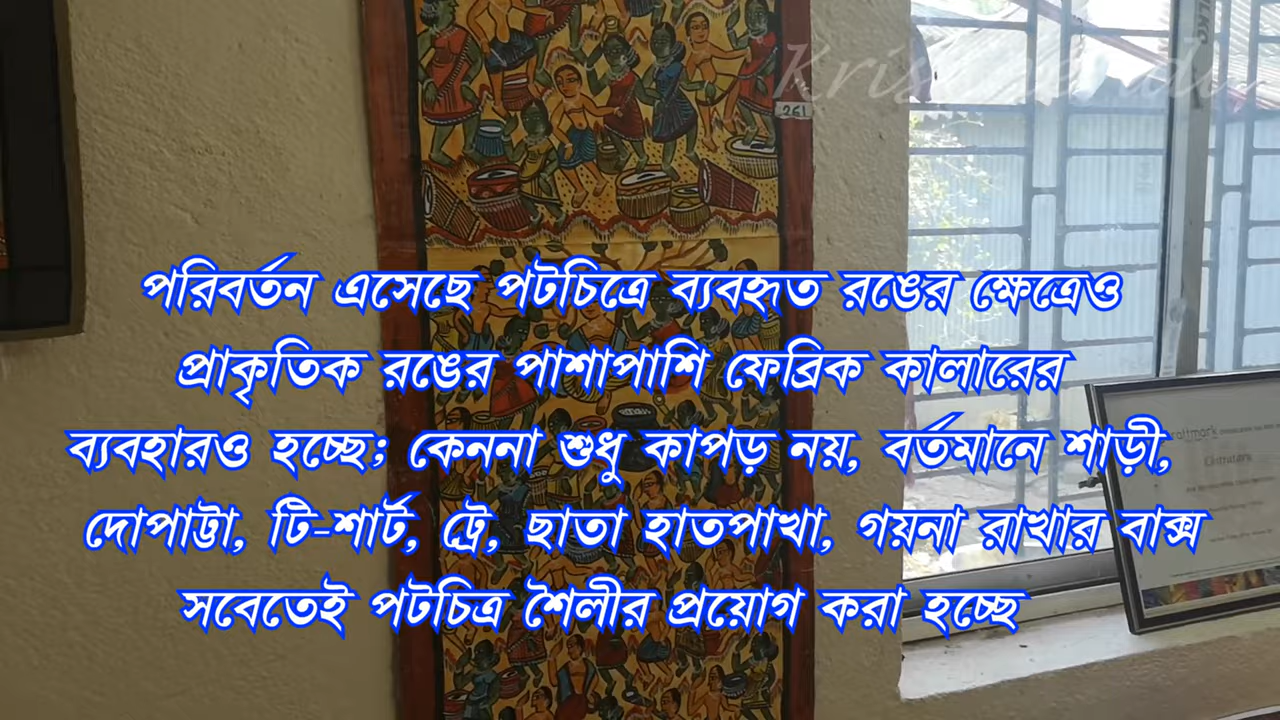 261
পরিবর্তন এসেছে পটচিত্রে ব্যবহৃত রঙের ক্ষেত্রেও
প্রাকৃতিক রঙের পাশাপাশি ফেব্রিক কালারের
ব্যবহারও হচ্ছে; কেননা শুধু কাপড় নয়, বর্তমানে শাড়ী,
দোপাট্টা, টি-শার্ট, ট্রে, ছাতা হাতপাখা, গয়না রাখার বাক্স
সবেতেই পটচিত্র শৈলীর প্রয়োগ করা হচ্ছে